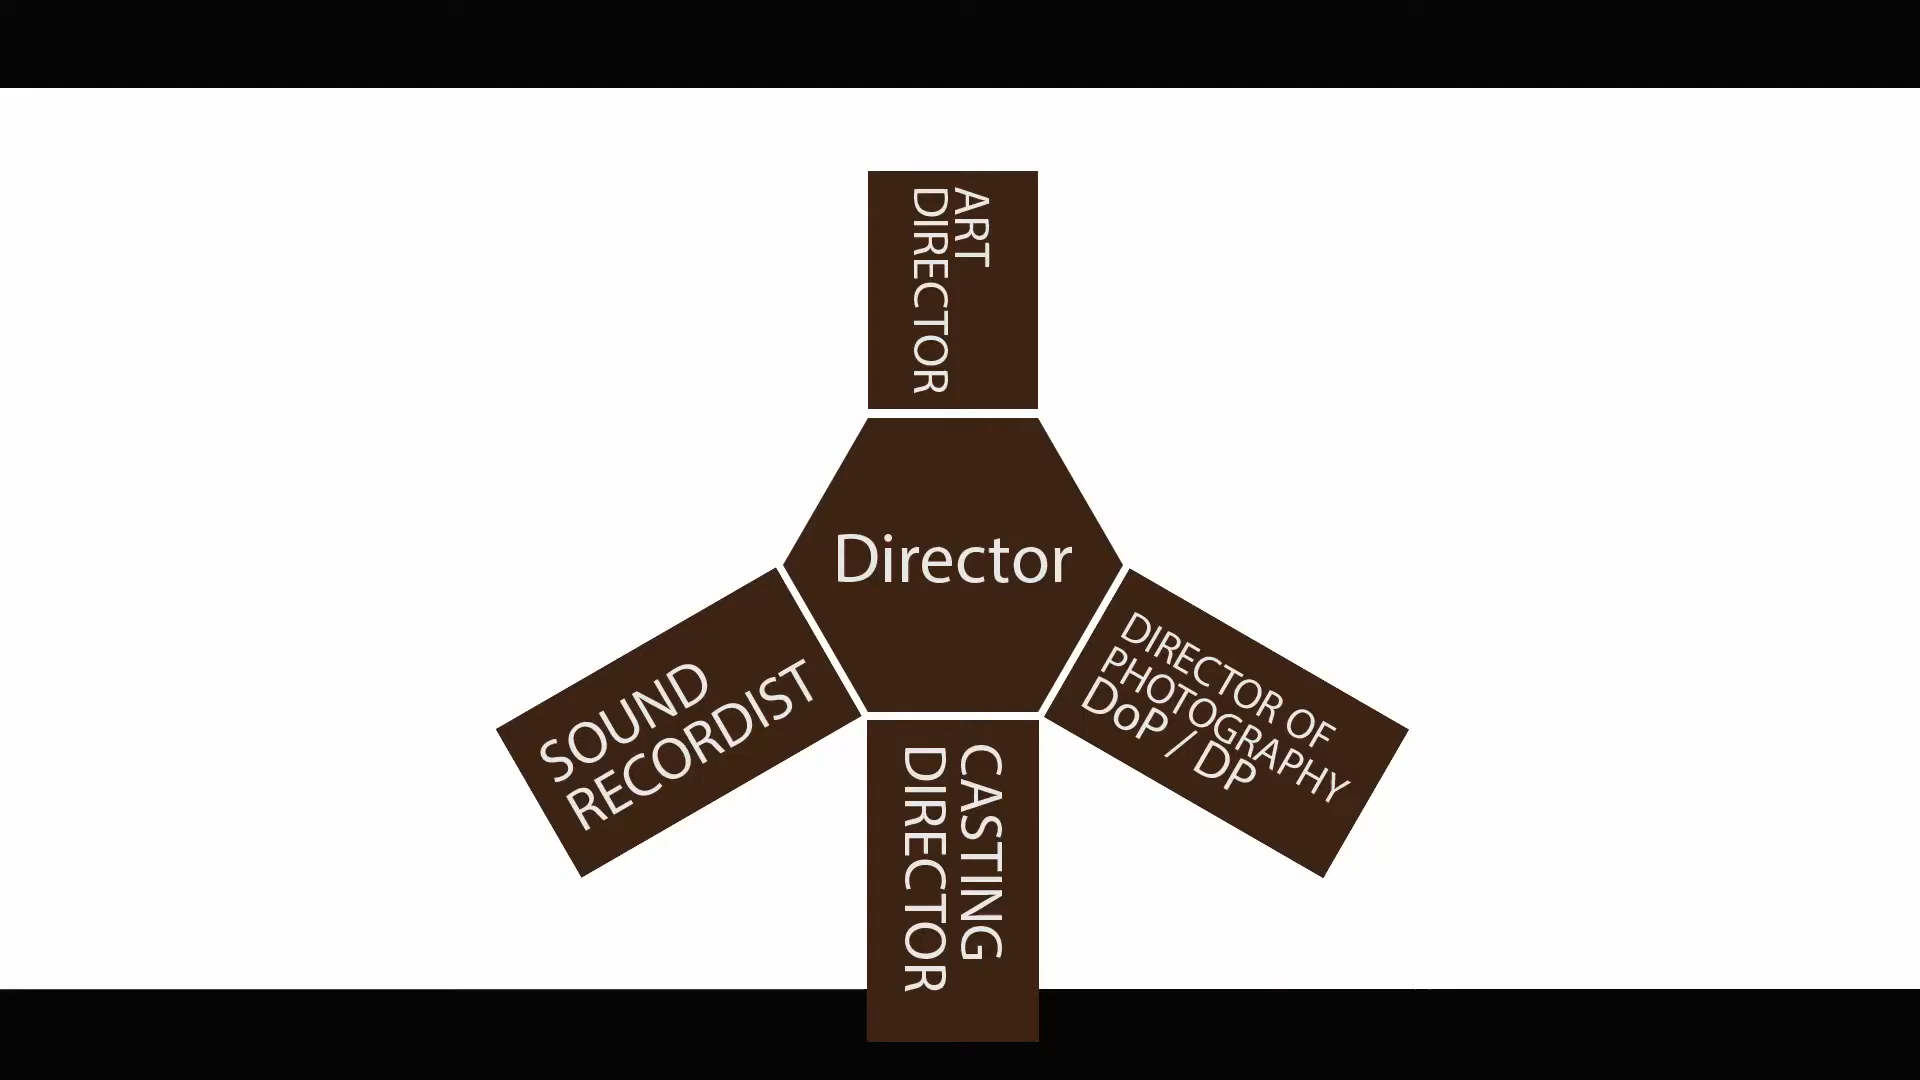 ART
DIRECTOR
Director
SOUND
RECORDIST
DIRECTOR OF
PHOTOGRAPHY
DoP / DP
CASTING
DIRECTOR